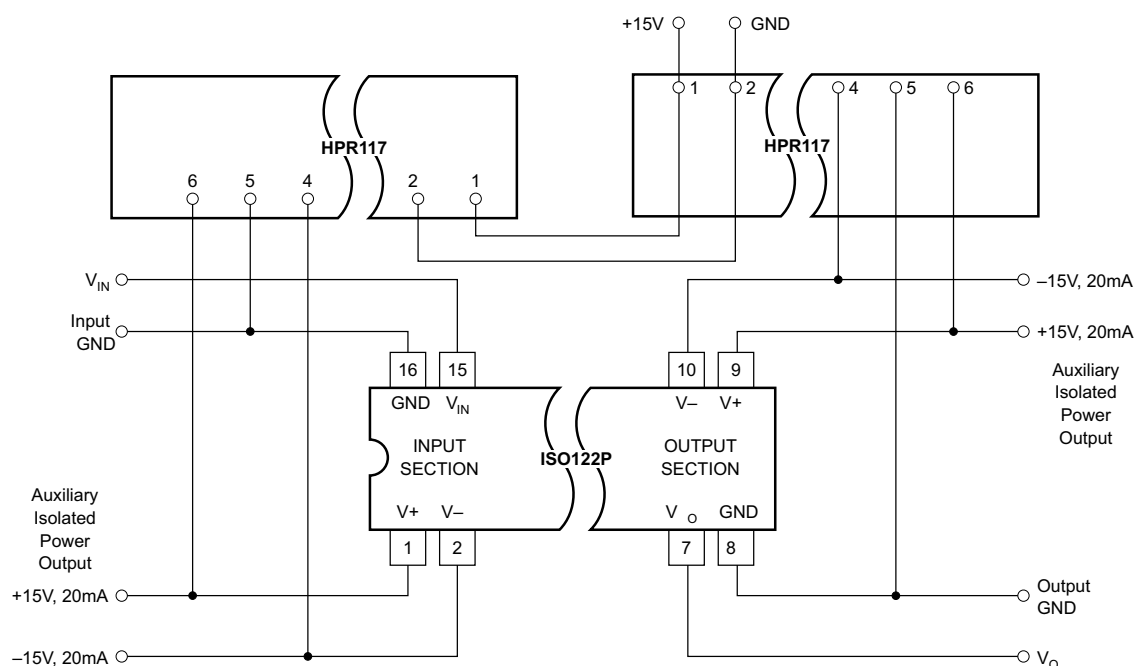 +15V GND
1 2 4 5 6
HPR117
HPR117
6 5 4 2 1
V_IN
–15V, 20mA
Input
GND
+15V, 20mA
16 15 10 9
GND V_IN V– V+
Auxiliary
Isolated
Power
Output
INPUT
SECTION
ISO122P
OUTPUT
SECTION
Auxiliary
Isolated
Power
Output
V+ V– V_O GND
1 2 7 8
+15V, 20mA
Output
GND
–15V, 20mA
V_O